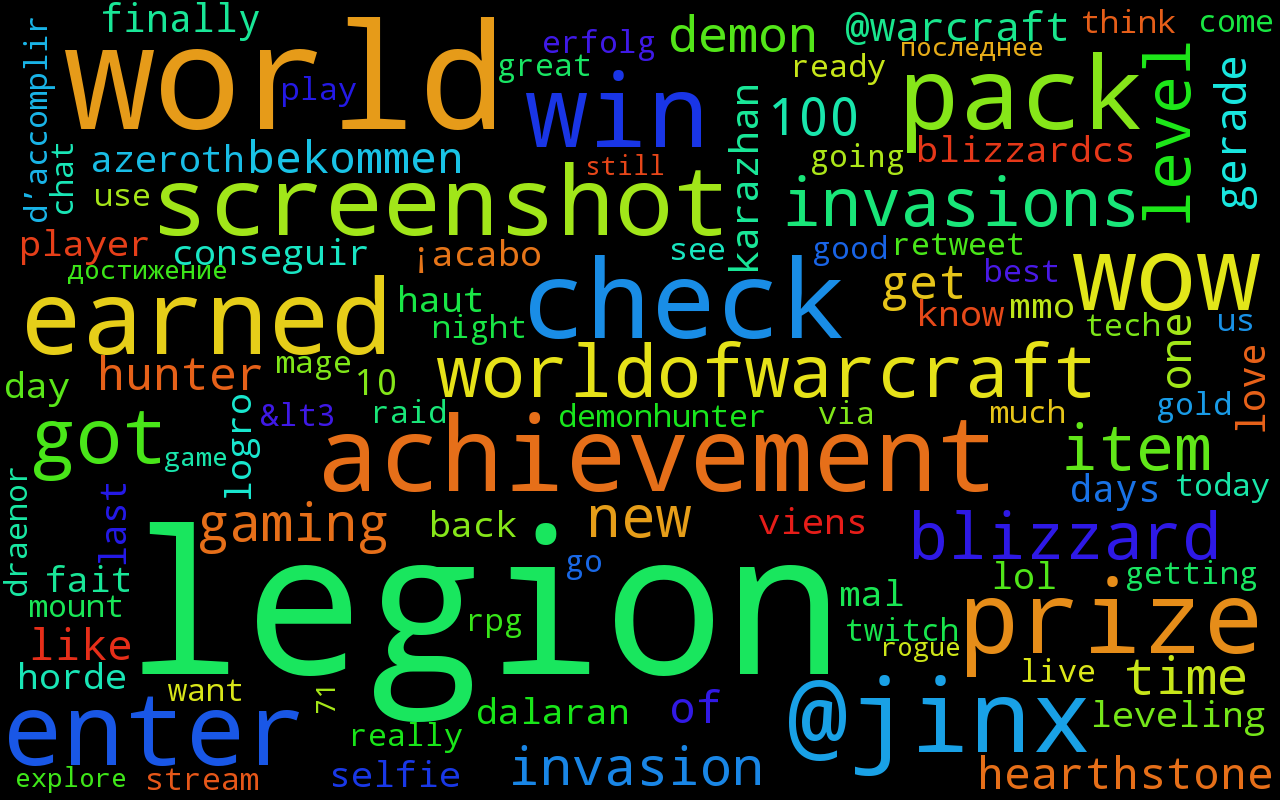 finally
world
erfolg
demon
@warcraft
think
come
d’accomplir
play
great
win
последнее
ready
pack
level
gerade
100
karazhan
chat
azeroth
bekommen
still
going
blizzardcs
use
screenshot
invasions
player
conseguir
¡acabo
see
good
retweet
достижение
earned
haut
night
check
get
best
wow
know
mmo
tech
us
one
love
day
hunter
mage
10
worldofwarcraft
got
game
logro
&lt3
raid
demonhunter
via
much
gold
achievement
item
draenor
last
days
today
gaming
back
new
viens
blizzard
fait
legion
go
lol
getting
mount
rpg
mal
prize
like
twitch
rogue
horde
want
71
live
time
enter
dalaran
of
@jinx
leveling
really
explore
stream
selfie
invasion
hearthstone